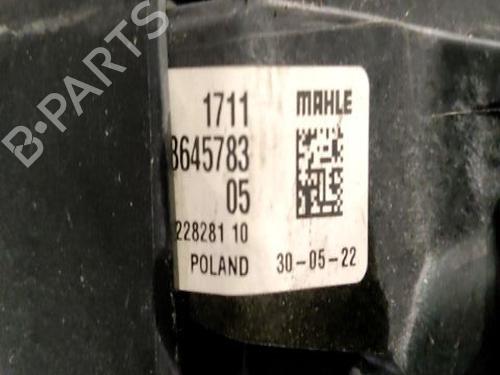 1711 MAHLE
8645783
05
228281 10
POLAND 30-05-22
B-PARTS